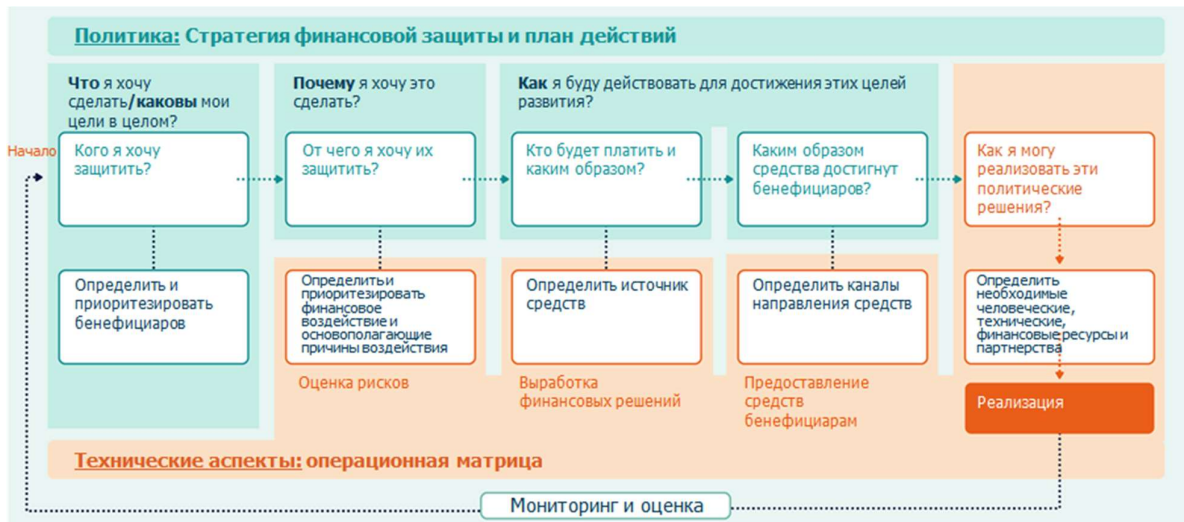 Политика: Стратегия финансовой защиты и план действий
Что я хочу
сделать/каковы мои
цели в целом?
Почему я хочу это
сделать?
Как я буду действовать для достижения этих целей
развития?
Начало
Кого я хочу
защитить?
От чего я хочу их
защитить?
Кто будет платить и
каким образом?
Каким образом
средства достигнут
бенефициаров?
Как я могу
реализовать эти
политические
решения?
Определить и
приоритезировать
бенефициаров
Определить и
приоритезировать
финансовое
воздействие и
основополагающие
причины воздействия
Определить источник
средств
Определить каналы
направления средств
Определить
необходимые
человеческие,
технические,
финансовые ресурсы и
партнерства
Оценка рисков
Выработка
финансовых решений
Предоставление
средств
бенефициарам
Реализация
Технические аспекты: операционная матрица
Мониторинг и оценка